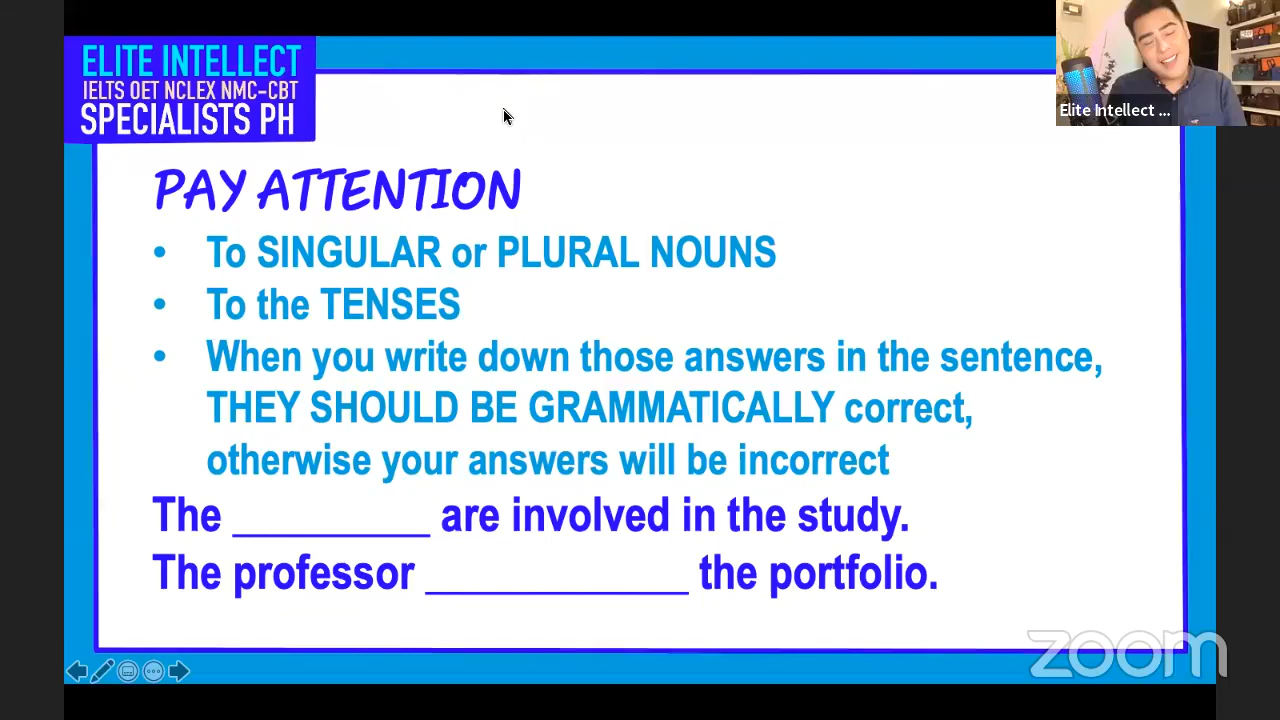 ELITE INTELLECT
IELTS OET NCLEX NMC-CBT
SPECIALISTS PH
Elite Intellect ...
PAY ATTENTION
• To SINGULAR or PLURAL NOUNS
• To the TENSES
• When you write down those answers in the sentence,
THEY SHOULD BE GRAMMATICALLY correct,
otherwise your answers will be incorrect
The _________ are involved in the study.
The professor ____________ the portfolio.
zoom